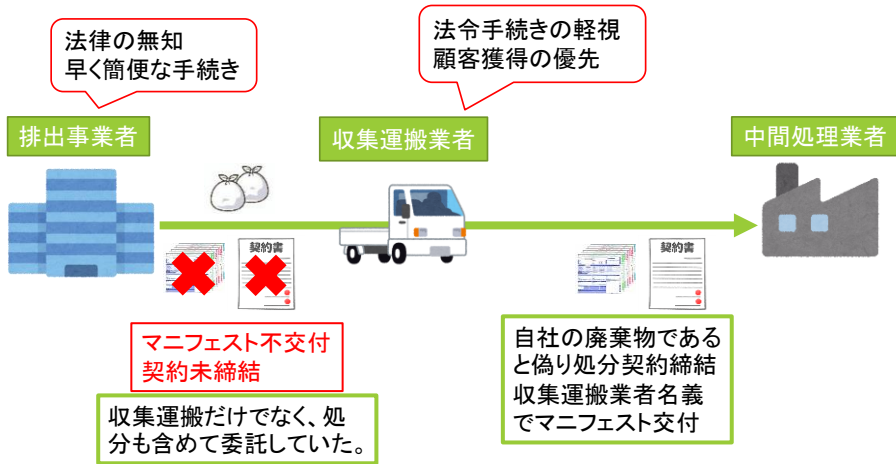 法律の無知
早く簡便な手続き
法令手続きの軽視
顧客獲得の優先
排出事業者
収集運搬業者
中間処理業者
契約書
契約書
マニフェスト不交付
契約未締結
収集運搬だけでなく、処
分も含めて委託していた。
自社の廃棄物である
と偽り処分契約締結
収集運搬業者名義
でマニフェスト交付